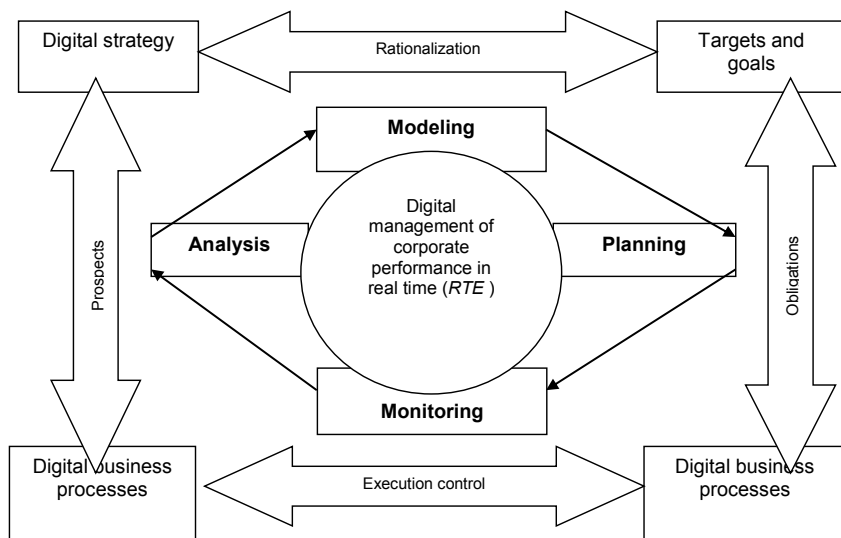 Digital strategy
Rationalization
Targets and
goals
Modeling
Digital
management of
corporate
performance in
real time (RTE )
Analysis
Planning
Prospects
Obligations
Monitoring
Digital business
processes
Execution control
Digital business
processes